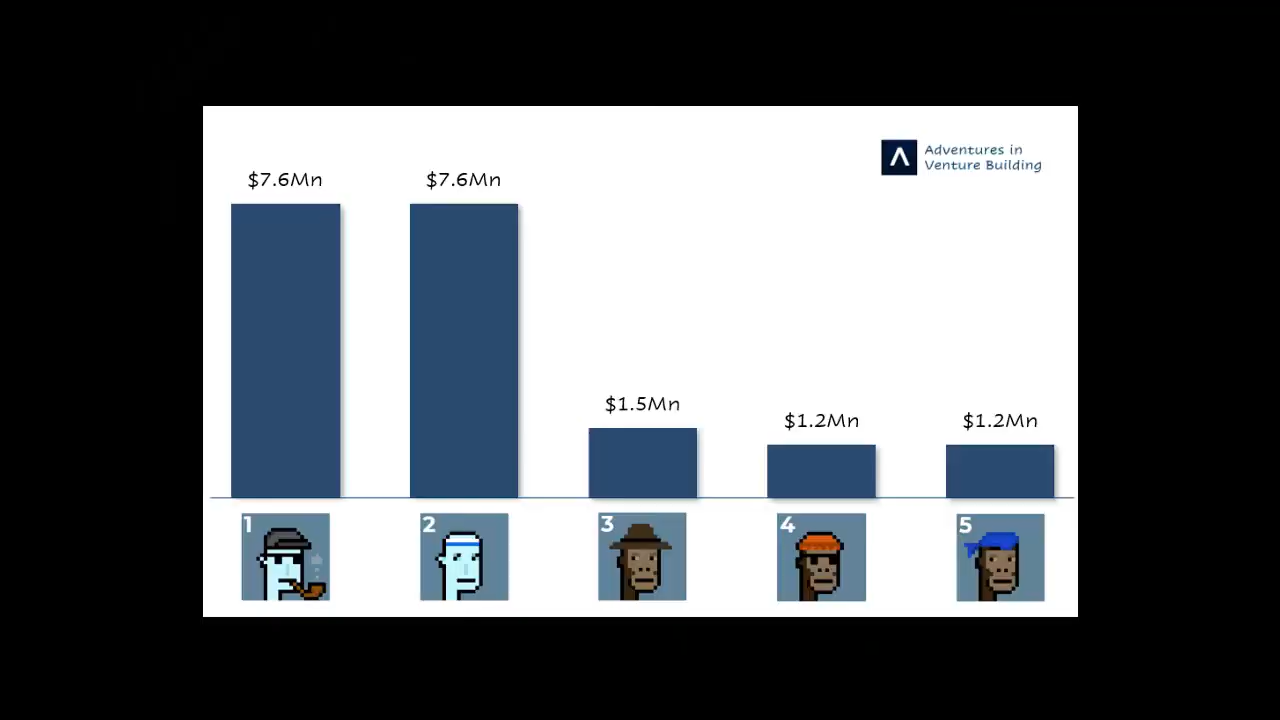 Adventures in
Venture Building
$7.6Mn
$7.6Mn
$1.5Mn
$1.2Mn
$1.2Mn
1
2
3
4
5